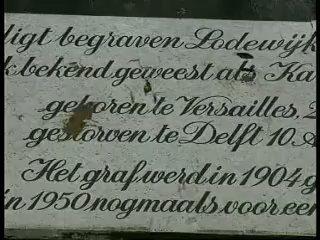 ligt begraven Lodewijk
k bekend geweest als Ka
geboren te Versailles, 2
gestorven te Delft 10 A
Het graf werd in 1904 g
in 1950 nogmaals voor een